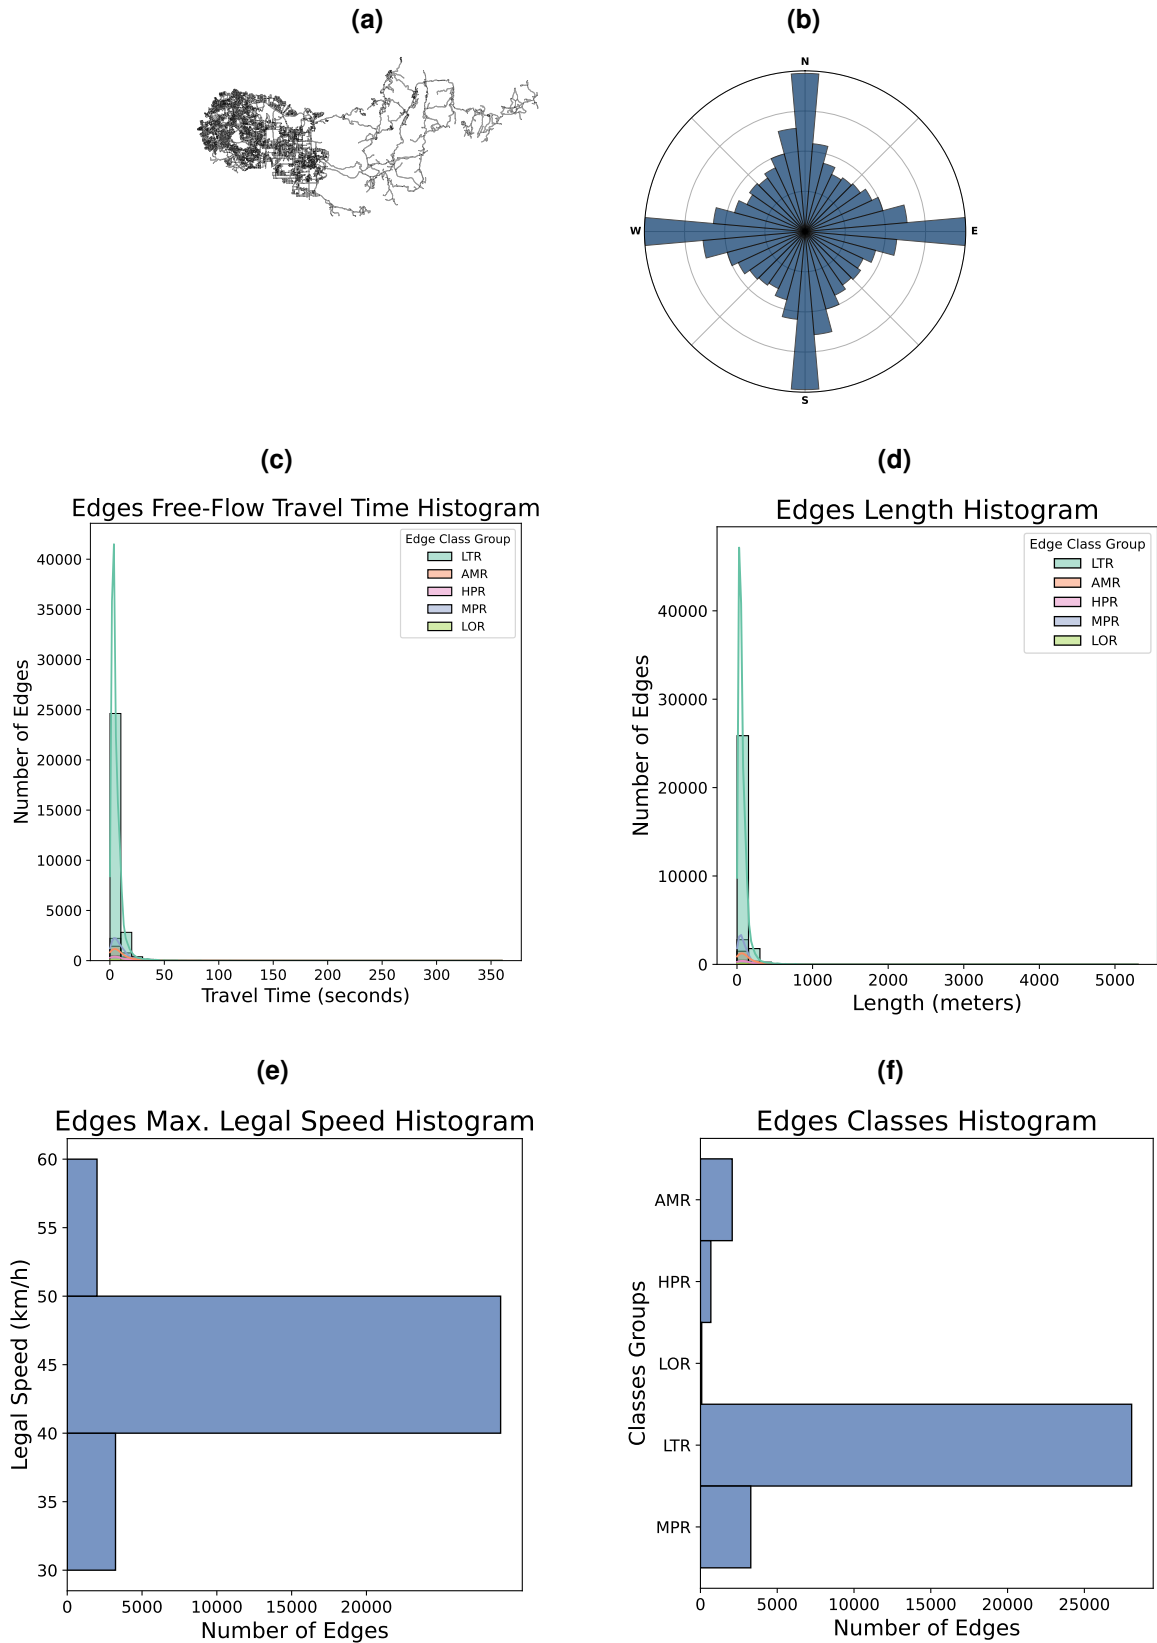 (a)
(b)
N
W
E
S
(c)
(d)
Edges Free-Flow Travel Time Histogram
Edge Class Group
LTR
AMR
HPR
MPR
LOR
40000
35000
30000
25000
20000
15000
10000
5000
0
Number of Edges
0 50 100 150 200 250 300 350
Travel Time (seconds)
Edges Length Histogram
Edge Class Group
LTR
AMR
HPR
MPR
LOR
40000
30000
20000
10000
0
Number of Edges
0 1000 2000 3000 4000 5000
Length (meters)
(e)
(f)
Edges Max. Legal Speed Histogram
60
55
50
45
40
35
30
Legal Speed (km/h)
0 5000 10000 15000 20000
Number of Edges
Edges Classes Histogram
AMR
HPR
LOR
LTR
MPR
Classes Groups
0 5000 10000 15000 20000 25000
Number of Edges